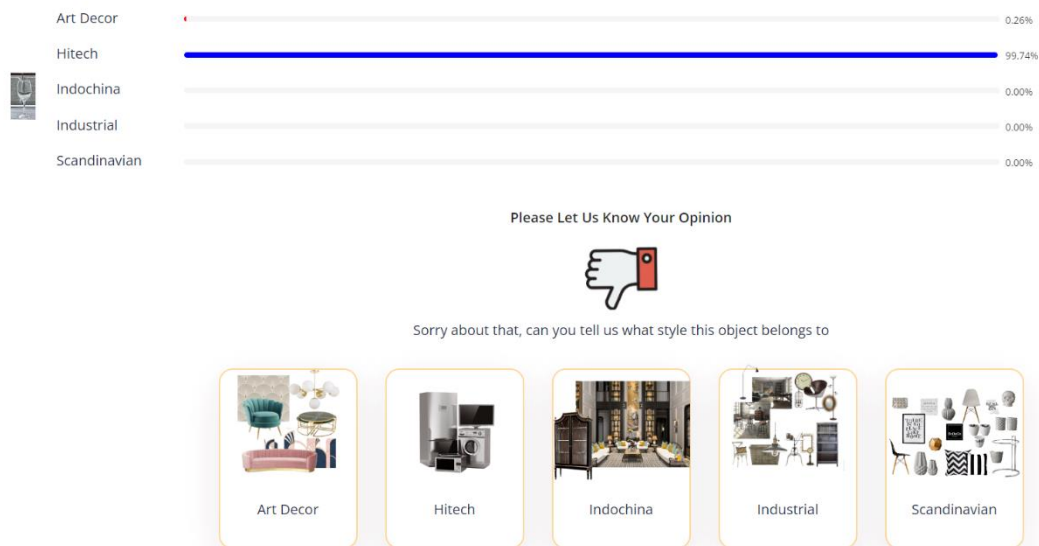 Art Decor
0.26%
Hitech
99.74%
Indochina
0.00%
Industrial
0.00%
Scandinavian
0.00%
Please Let Us Know Your Opinion
Sorry about that, can you tell us what style this object belongs to
Art Decor
Hitech
Indochina
Industrial
Scandinavian